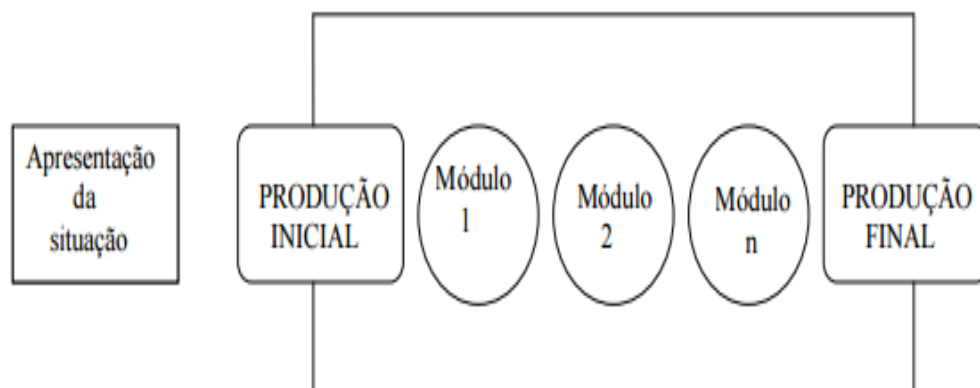 Apresentação
da
situação
PRODUÇÃO
INICIAL
Módulo
1
Módulo
2
Módulo
n
PRODUÇÃO
FINAL